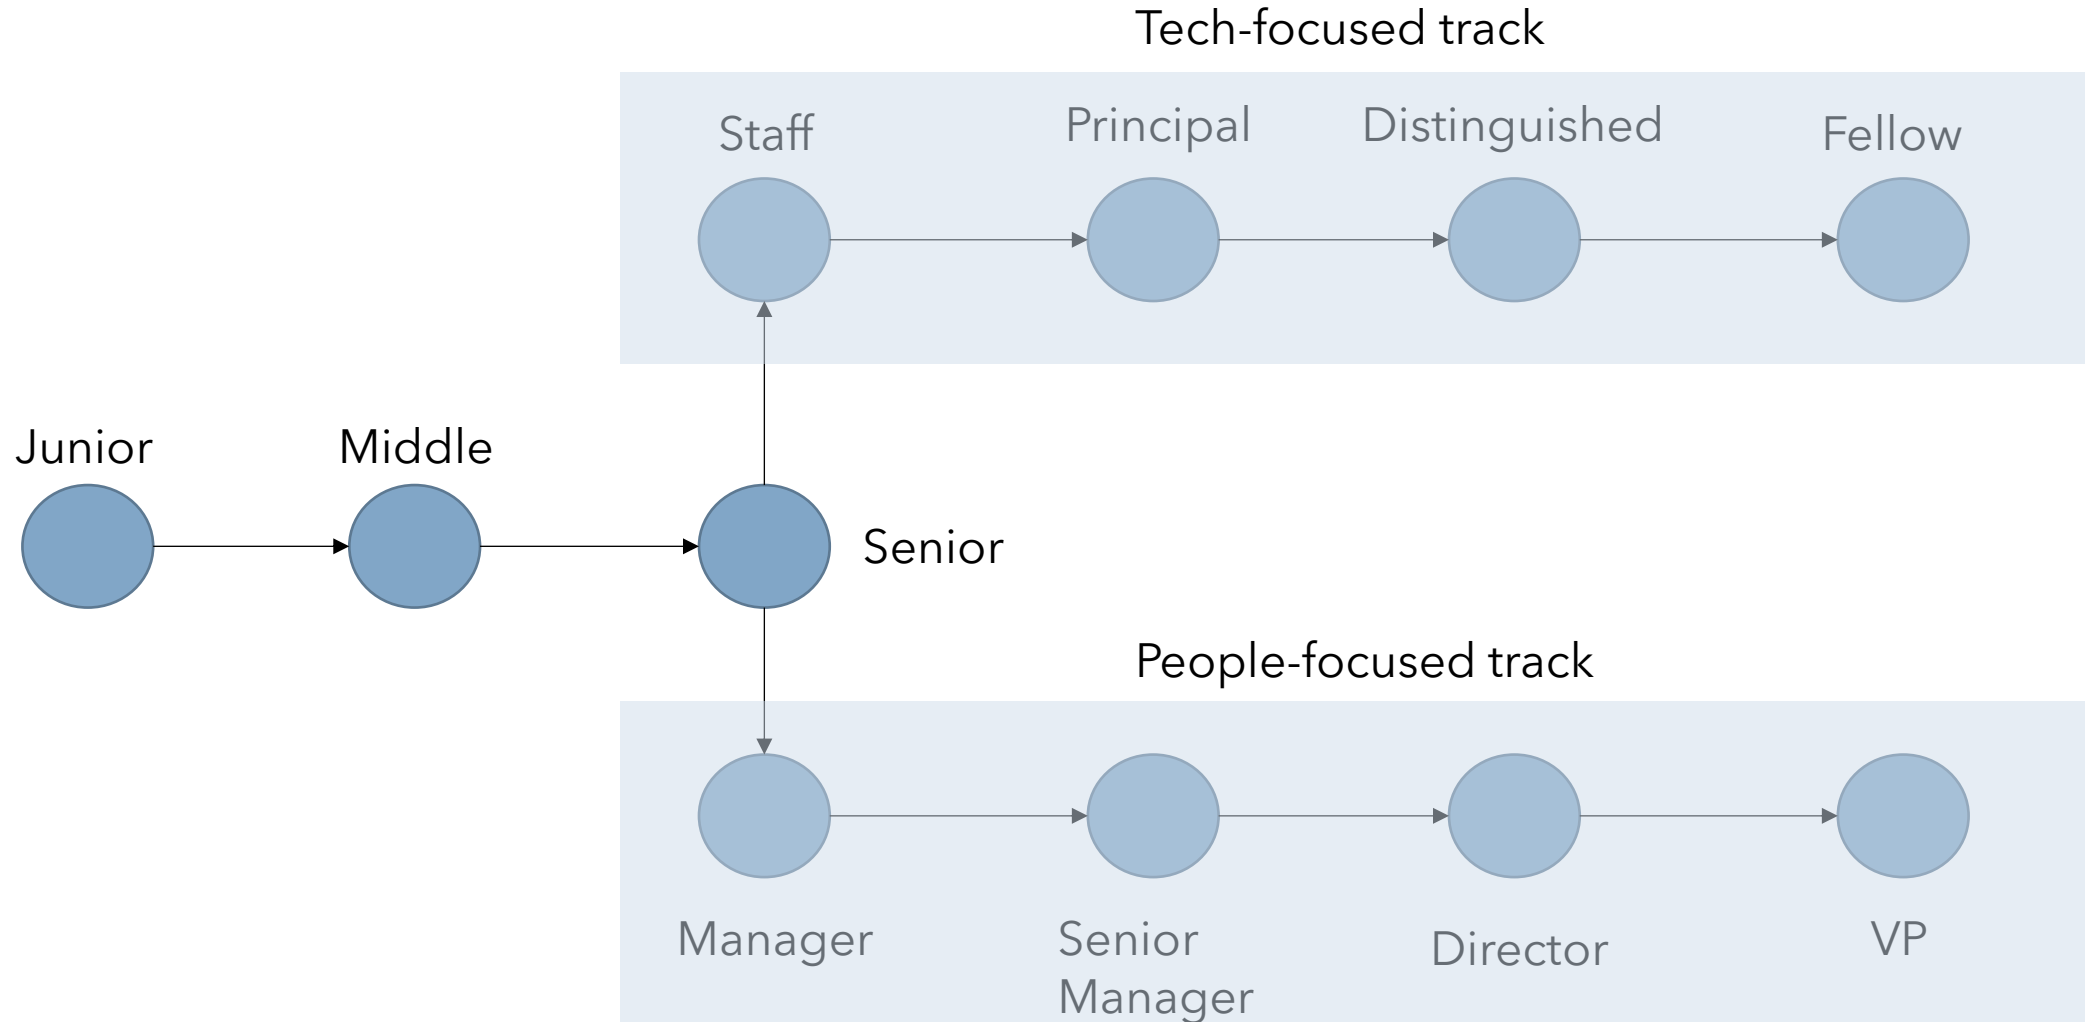 Tech-focused track
Staff
Principal
Distinguished
Fellow
Junior
Middle
Senior
People-focused track
Manager
Senior
Manager
Director
VP